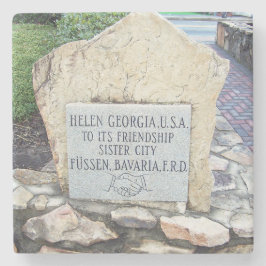 HELEN GEORGIA, U.S.A.
TO ITS FRIENDSHIP
SISTER CITY
FÜSSEN, BAVARIA, F.R.D.